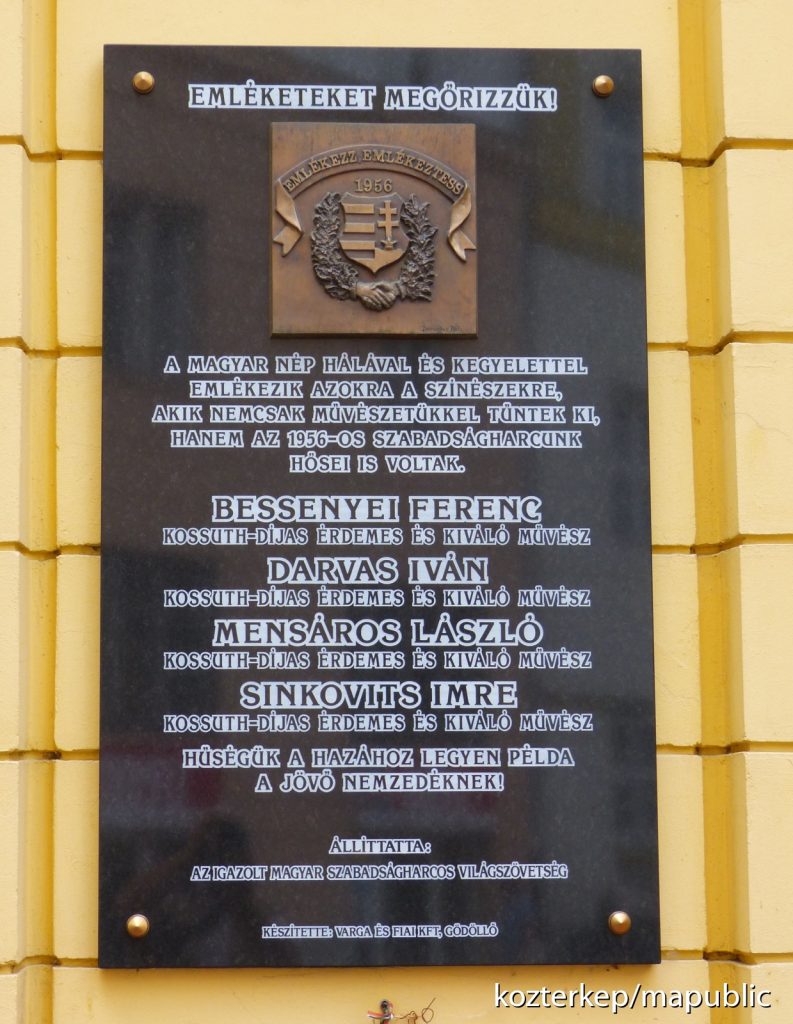 EMLÉKETEKET MEGŐRIZZÜK!
EMLÉKEZZ EMLÉKEZTESS
1956
A MAGYAR NÉP HÁLÁVAL ÉS KEGYELETTEL
EMLÉKEZIK AZOKRA A SZÍNÉSZEKRE,
AKIK NEMCSAK MŰVÉSZETÜKKEL TŰNTEK KI,
HANEM AZ 1956-OS SZABADSÁGHARCUNK
HŐSEI IS VOLTAK.
BESSENYEI FERENC
KOSSUTH-DÍJAS ÉRDEMES ÉS KIVÁLÓ MŰVÉSZ
DARVAS IVÁN
KOSSUTH-DÍJAS ÉRDEMES ÉS KIVÁLÓ MŰVÉSZ
MENSÁROS LÁSZLÓ
KOSSUTH-DÍJAS ÉRDEMES ÉS KIVÁLÓ MŰVÉSZ
SINKOVITS IMRE
KOSSUTH-DÍJAS ÉRDEMES ÉS KIVÁLÓ MŰVÉSZ
HŰSÉGÜK A HAZÁHOZ LEGYEN PÉLDA
A JÖVŐ NEMZEDÉKNEK!
ÁLLÍTTATTA:
AZ IGAZOLT MAGYAR SZABADSÁGHARCOS VILÁGSZÖVETSÉG
KÉSZÍTETTE: VARGA ÉS FIAI KFT, GÖDÖLLŐ
kozterkep/mapublic